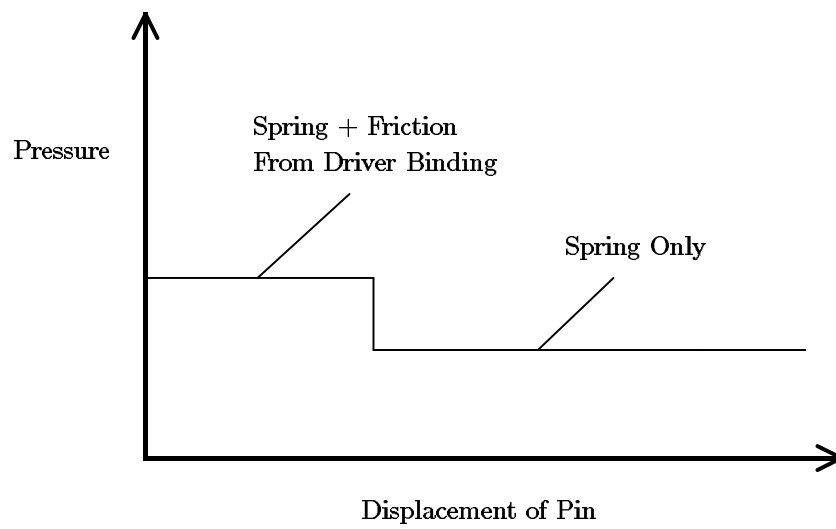 Spring + Friction
From Driver Binding
Pressure
Spring Only
Displacement of Pin